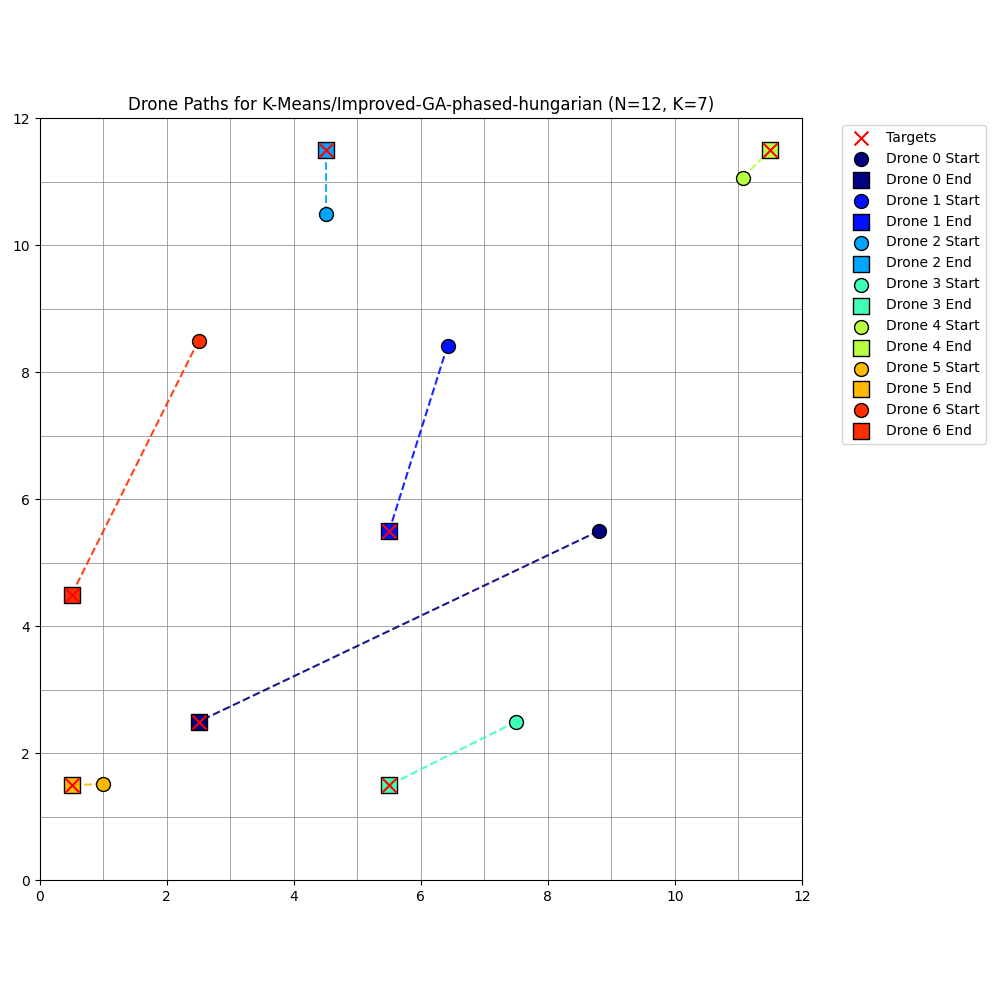 Drone Paths for K-Means/Improved-GA-phased-hungarian (N=12, K=7)
12
10
8
6
4
2
0
0 2 4 6 8 10 12
Targets
Drone 0 Start
Drone 0 End
Drone 1 Start
Drone 1 End
Drone 2 Start
Drone 2 End
Drone 3 Start
Drone 3 End
Drone 4 Start
Drone 4 End
Drone 5 Start
Drone 5 End
Drone 6 Start
Drone 6 End